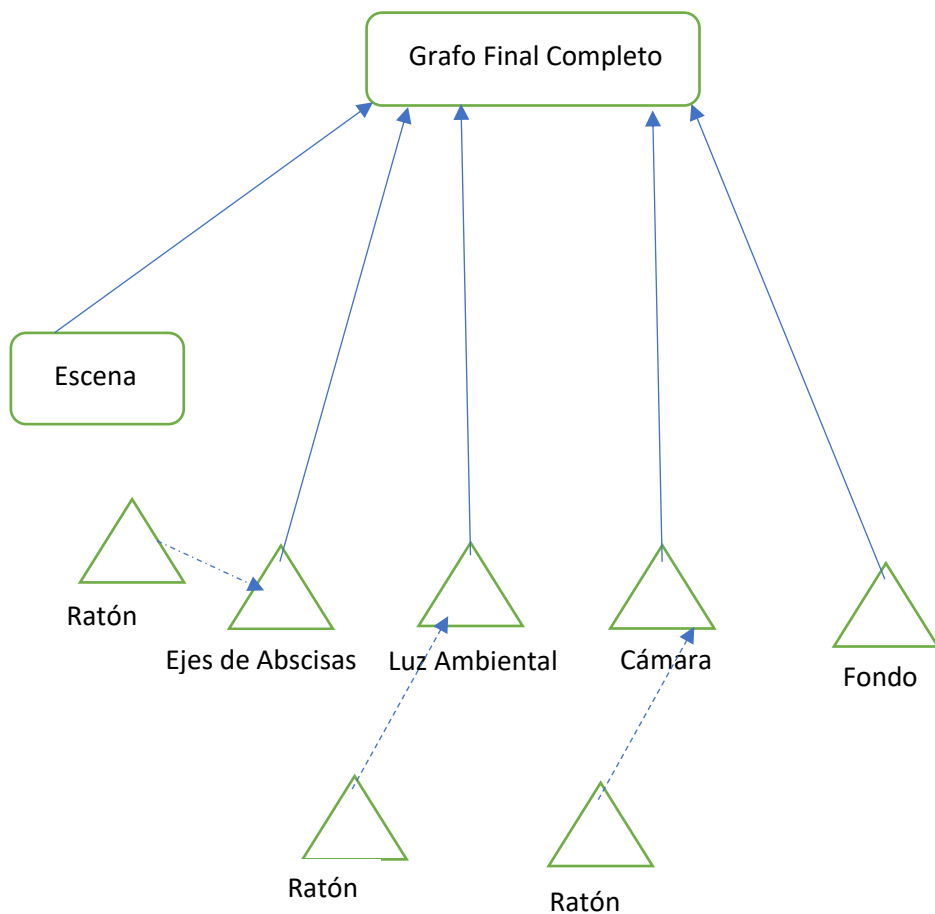 Grafo Final Completo
Escena
Ratón
Ejes de Abscisas
Luz Ambiental
Cámara
Fondo
Ratón
Ratón